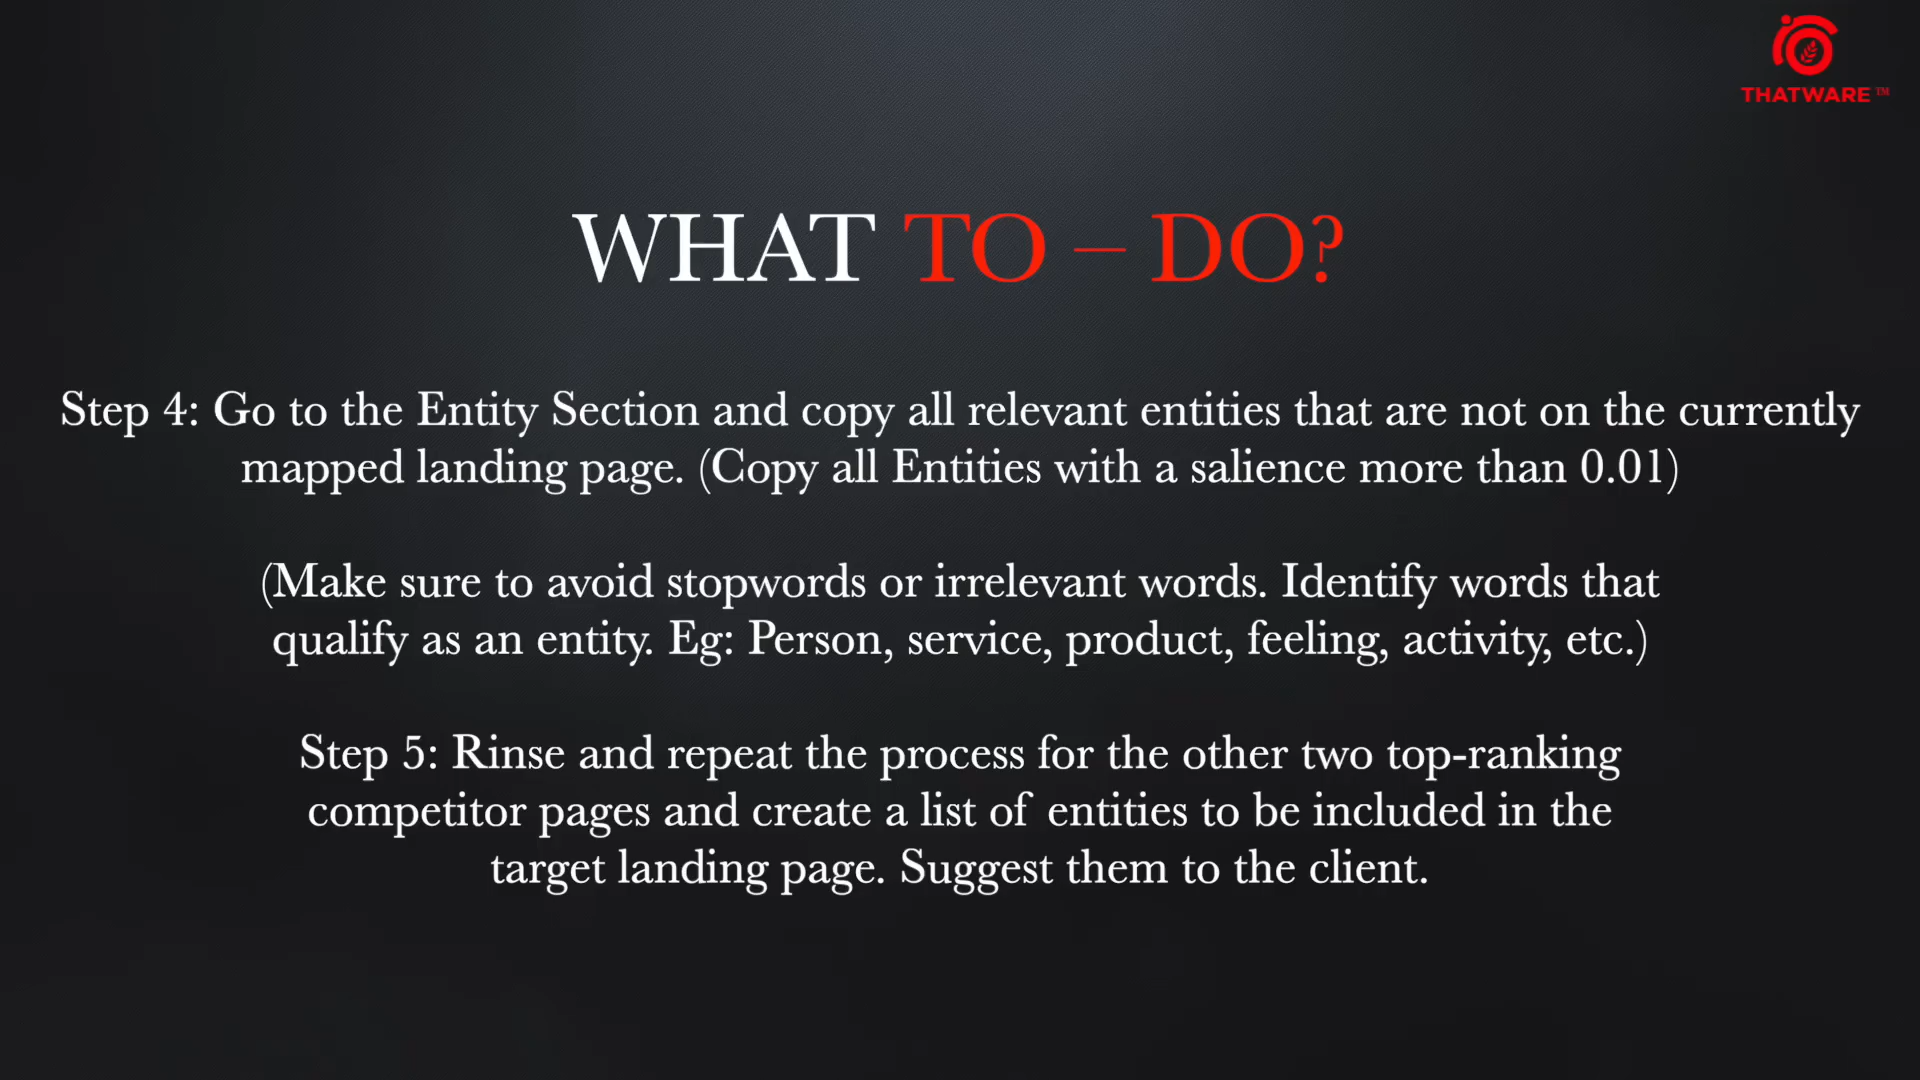 THATWARE™
WHAT TO – DO?
Step 4: Go to the Entity Section and copy all relevant entities that are not on the currently
mapped landing page. (Copy all Entities with a salience more than 0.01)
(Make sure to avoid stopwords or irrelevant words. Identify words that
qualify as an entity. Eg: Person, service, product, feeling, activity, etc.)
Step 5: Rinse and repeat the process for the other two top-ranking
competitor pages and create a list of entities to be included in the
target landing page. Suggest them to the client.